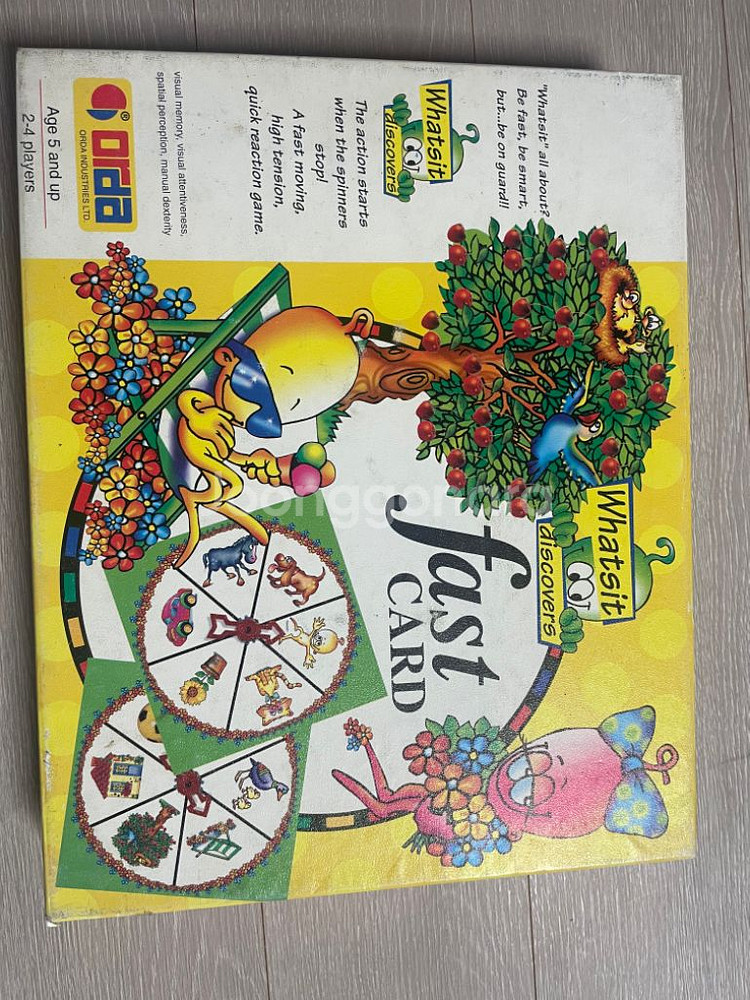 "Whatsit" all about?
Be fast, be smart,
but...be on guard!!
Whatsit
discovers
The action starts
when the spinners
stop!
A fast moving,
high tension,
quick reaction game.
visual memory, visual attentiveness,
spatial perception, manual dexterity
orda
ORDA INDUSTRIES LTD.
Age 5 and up
2-4 players
Whatsit
discovers
fast
CARD